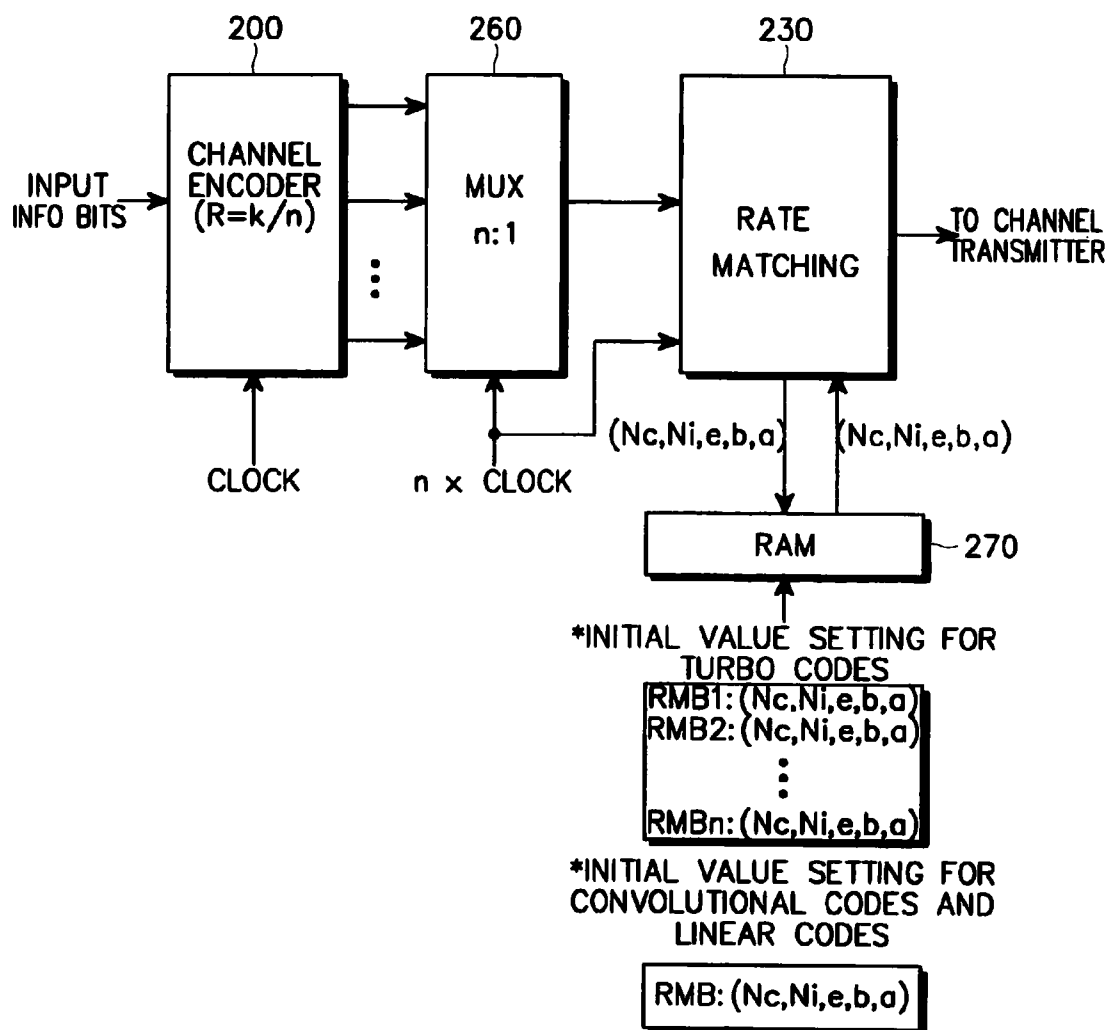 200
260
230
CHANNEL
ENCODER
(R=k/n)
MUX
n:1
RATE
MATCHING
INPUT
INFO BITS
TO CHANNEL
TRANSMITTER
CLOCK
n x CLOCK
(Nc,Ni,e,b,a)
(Nc,Ni,e,b,a)
RAM
270
*INITIAL VALUE SETTING FOR
TURBO CODES
RMB1:(Nc,Ni,e,b,a)
RMB2:(Nc,Ni,e,b,a)
RMBn:(Nc,Ni,e,b,a)
*INITIAL VALUE SETTING FOR
CONVOLUTIONAL CODES AND
LINEAR CODES
RMB:(Nc,Ni,e,b,a)